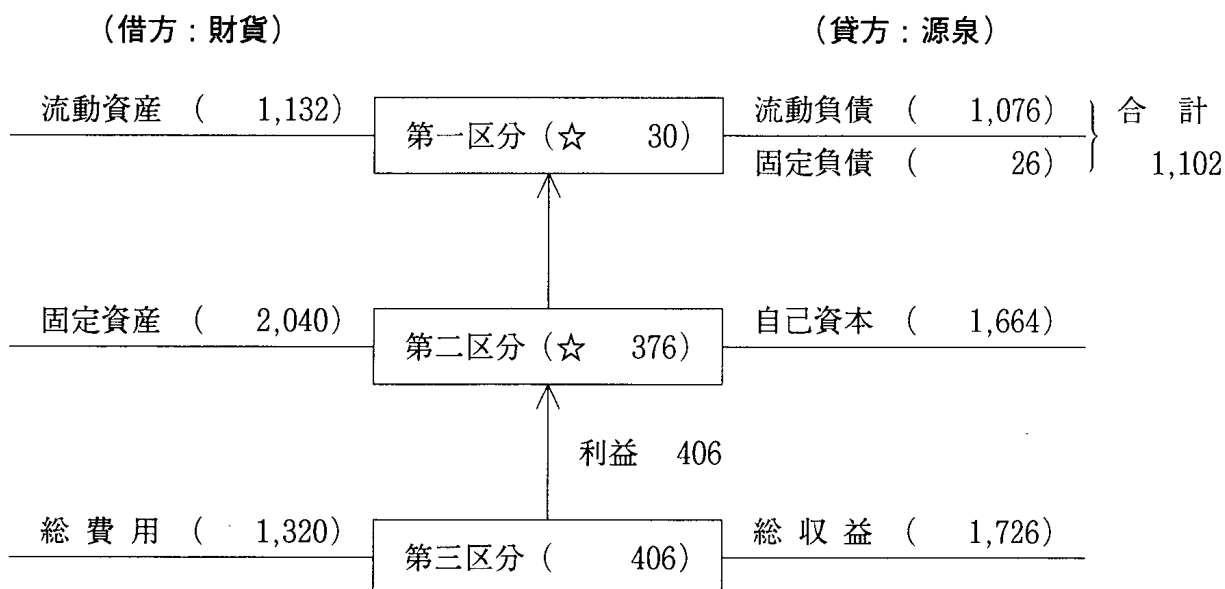 (借方：財貨) (貸方：源泉)
流動資産 ( 1,132) 第一区分 (☆ 30) 流動負債 ( 1,076) 合計
固定負債 ( 26) 1,102
固定資産 ( 2,040) 第二区分 (☆ 376) 自己資本 ( 1,664)
利益 406
総費用 ( 1,320) 第三区分 ( 406) 総収益 ( 1,726)